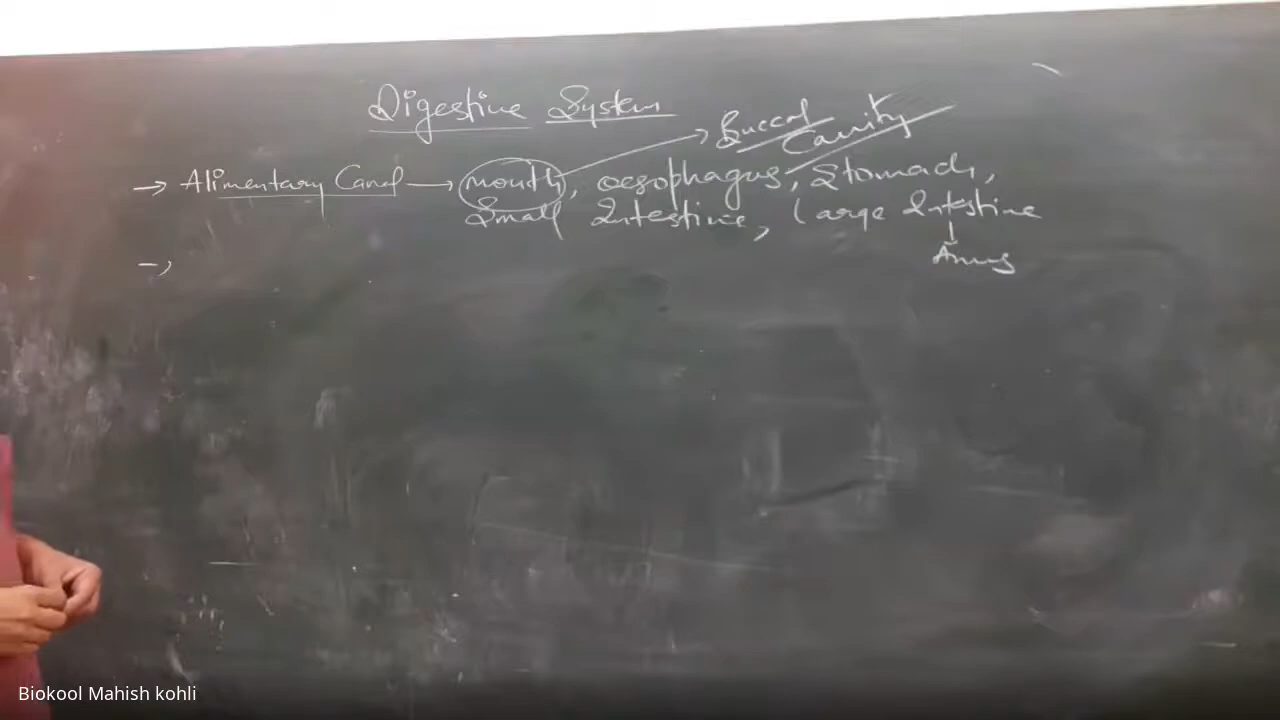 Digestive System
→ Alimentary Canal → mouth, oesophagus, Stomach,
→ Buccal Cavity
Small Intestine, Large Intestine
Anus
→
Biokool Mahish kohli